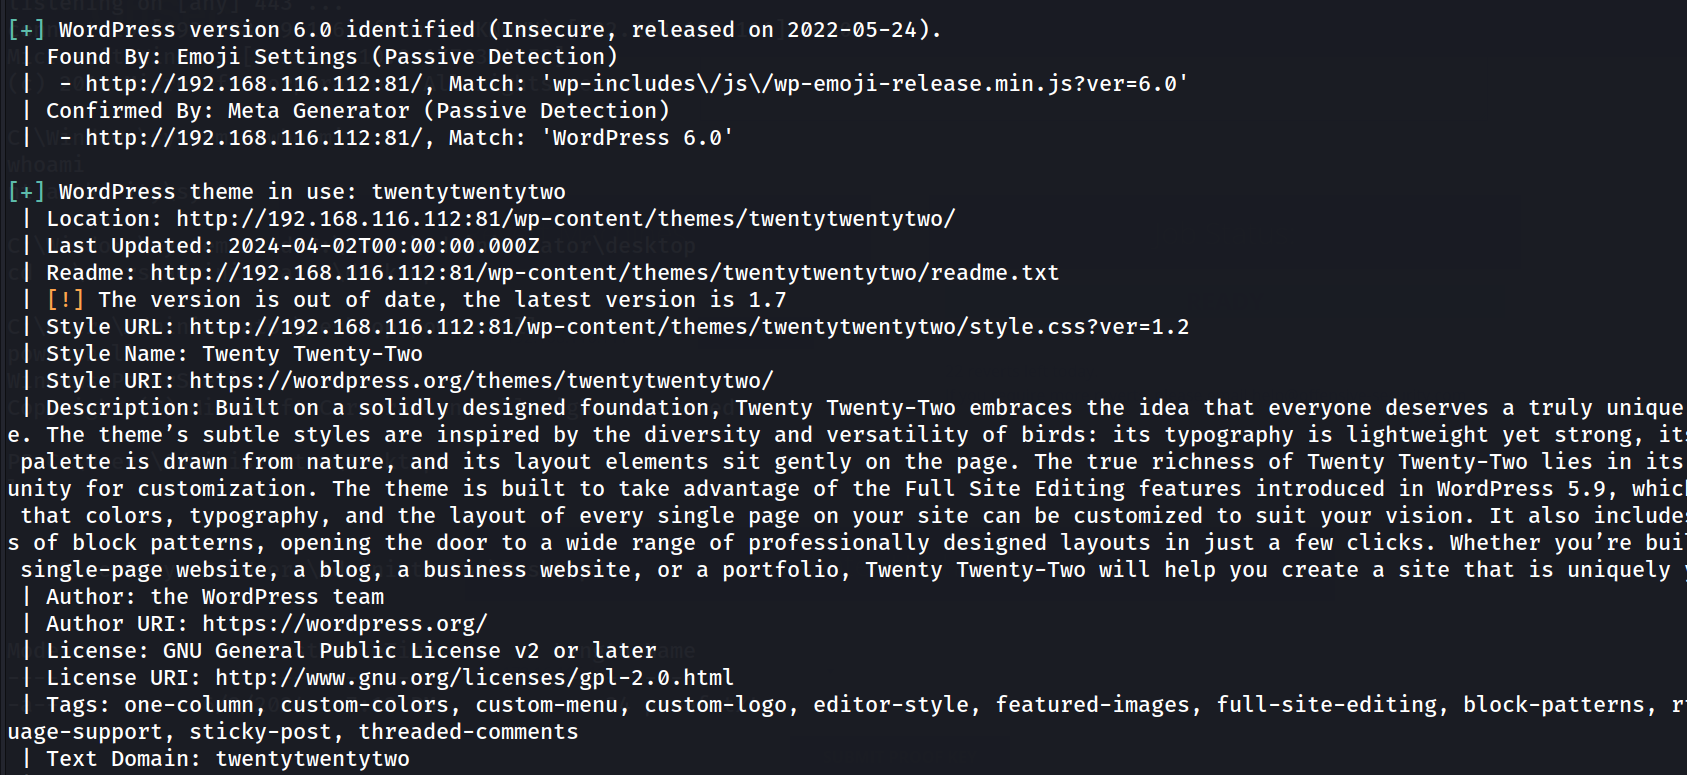 listening on [any] 443 ...
[+] WordPress version 6.0 identified (Insecure, released on 2022-05-24).
 | Found By: Emoji Settings (Passive Detection)
 |  - http://192.168.116.112:81/, Match: 'wp-includes\/js\/wp-emoji-release.min.js?ver=6.0'
 | Confirmed By: Meta Generator (Passive Detection)
 |  - http://192.168.116.112:81/, Match: 'WordPress 6.0'
whoami
[+] WordPress theme in use: twentytwentytwo
 | Location: http://192.168.116.112:81/wp-content/themes/twentytwentytwo/
 | Last Updated: 2024-04-02T00:00:00.000Z
 | Readme: http://192.168.116.112:81/wp-content/themes/twentytwentytwo/readme.txt
 | [!] The version is out of date, the latest version is 1.7
 | Style URL: http://192.168.116.112:81/wp-content/themes/twentytwentytwo/style.css?ver=1.2
 | Style Name: Twenty Twenty-Two
 | Style URI: https://wordpress.org/themes/twentytwentytwo/
 | Description: Built on a solidly designed foundation, Twenty Twenty-Two embraces the idea that everyone deserves a truly unique
e. The theme’s subtle styles are inspired by the diversity and versatility of birds: its typography is lightweight yet strong, its
 palette is drawn from nature, and its layout elements sit gently on the page. The true richness of Twenty Twenty-Two lies in its
unity for customization. The theme is built to take advantage of the Full Site Editing features introduced in WordPress 5.9, which
 that colors, typography, and the layout of every single page on your site can be customized to suit your vision. It also includes
s of block patterns, opening the door to a wide range of professionally designed layouts in just a few clicks. Whether you’re buil
 single-page website, a blog, a business website, or a portfolio, Twenty Twenty-Two will help you create a site that is uniquely y
 | Author: the WordPress team
 | Author URI: https://wordpress.org/
 | License: GNU General Public License v2 or later
 | License URI: http://www.gnu.org/licenses/gpl-2.0.html
 | Tags: one-column, custom-colors, custom-menu, custom-logo, editor-style, featured-images, full-site-editing, block-patterns, rt
uage-support, sticky-post, threaded-comments
 | Text Domain: twentytwentytwo